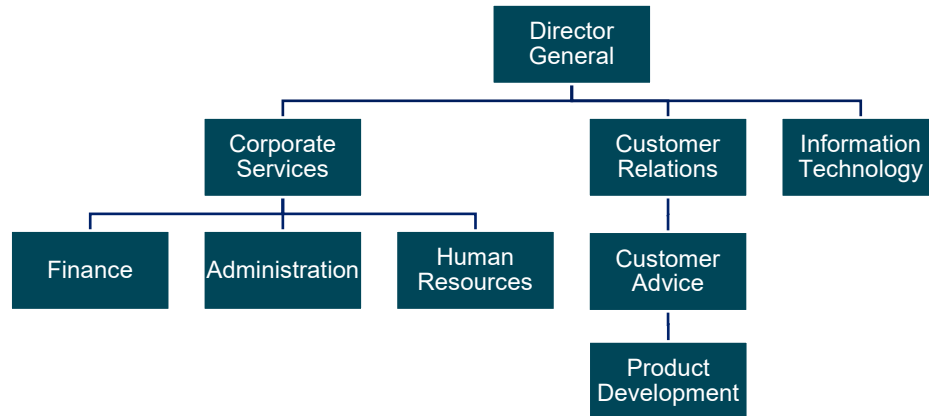 Director
General
Corporate
Services
Customer
Relations
Information
Technology
Finance
Administration
Human
Resources
Customer
Advice
Product
Development